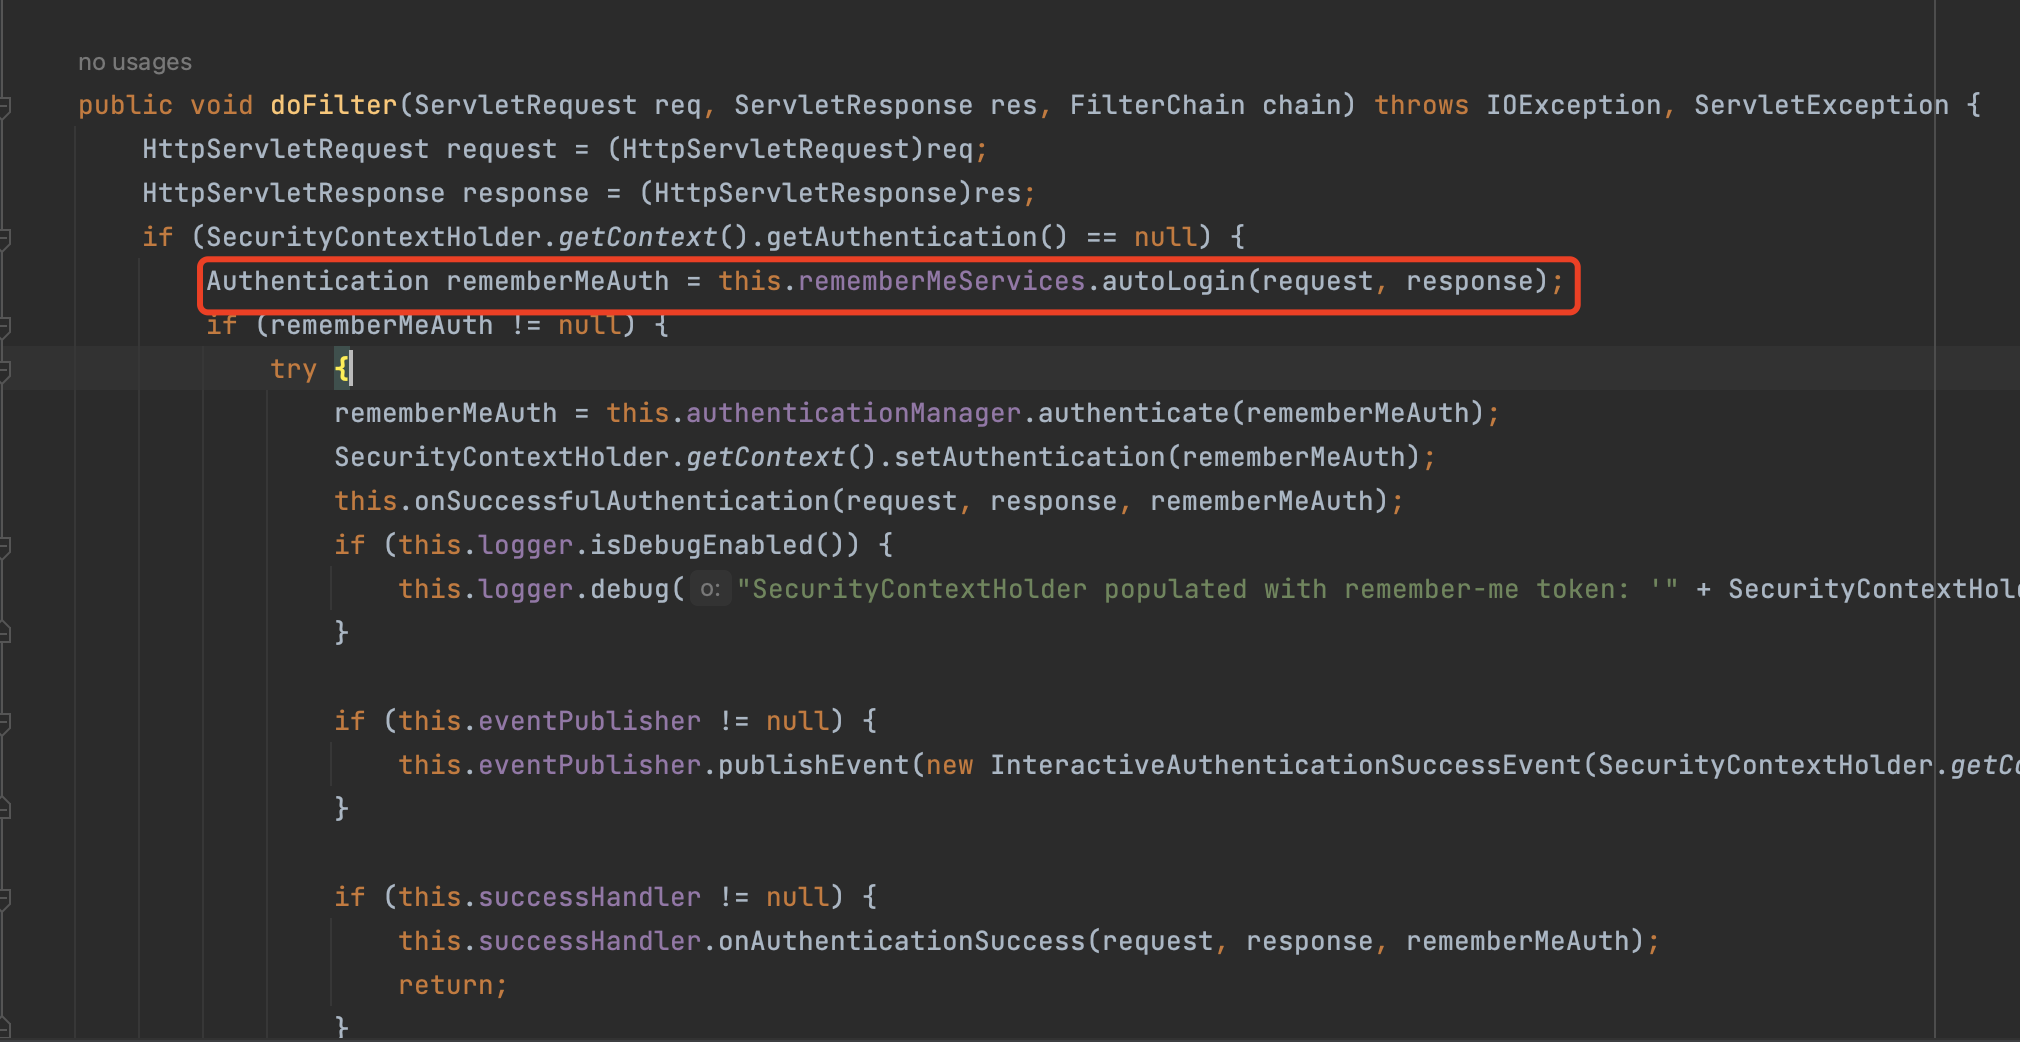 no usages
public void doFilter(ServletRequest req, ServletResponse res, FilterChain chain) throws IOException, ServletException {
HttpServletRequest request = (HttpServletRequest)req;
HttpServletResponse response = (HttpServletResponse)res;
if (SecurityContextHolder.getContext().getAuthentication() == null) {
Authentication rememberMeAuth = this.rememberMeServices.autoLogin(request, response);
if (rememberMeAuth != null) {
try {
rememberMeAuth = this.authenticationManager.authenticate(rememberMeAuth);
SecurityContextHolder.getContext().setAuthentication(rememberMeAuth);
this.onSuccessfulAuthentication(request, response, rememberMeAuth);
if (this.logger.isDebugEnabled()) {
this.logger.debug( o: "SecurityContextHolder populated with remember-me token: '" + SecurityContextHol
}
if (this.eventPublisher != null) {
this.eventPublisher.publishEvent(new InteractiveAuthenticationSuccessEvent(SecurityContextHolder.getC
}
if (this.successHandler != null) {
this.successHandler.onAuthenticationSuccess(request, response, rememberMeAuth);
return;
}